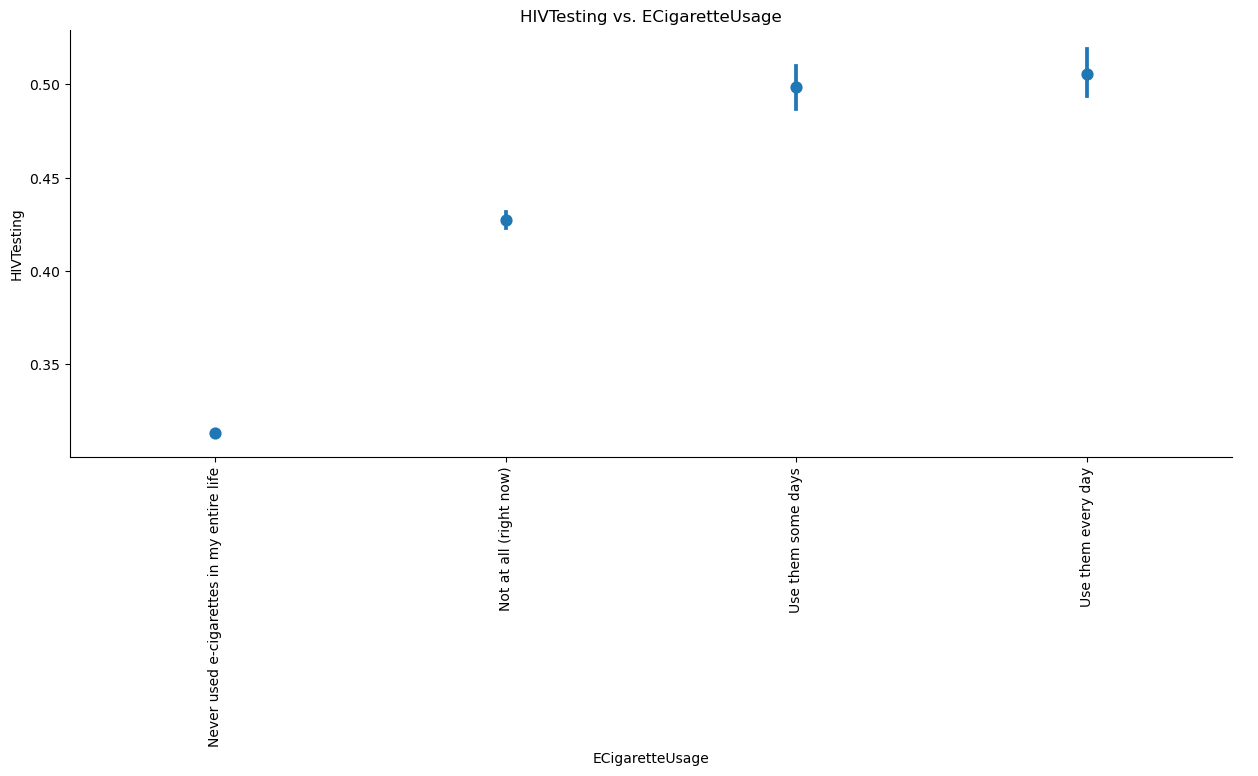 HIVTesting vs. ECigaretteUsage
0.50
0.45
0.40
0.35
HIVTesting
Never used e-cigarettes in my entire life
Not at all (right now)
Use them some days
Use them every day
ECigaretteUsage